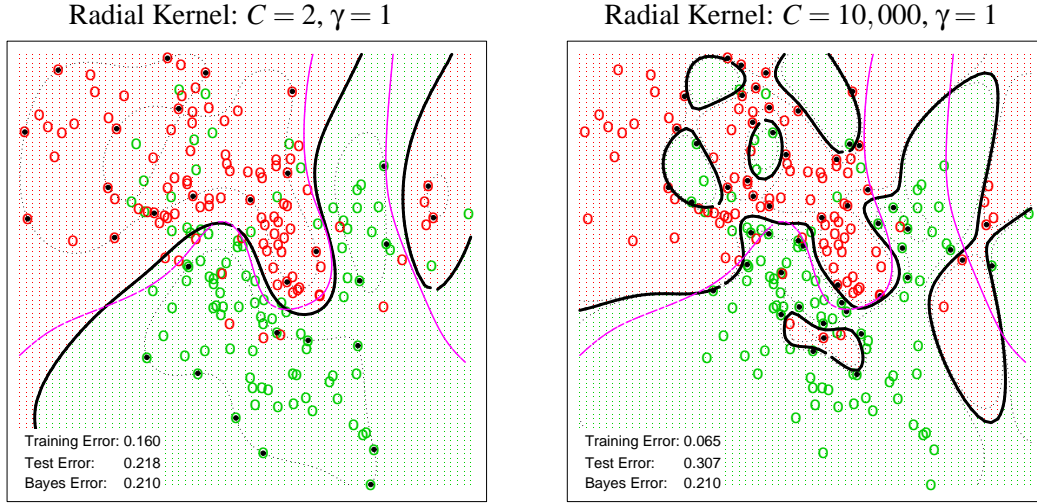 Radial Kernel: C = 2, γ = 1
Training Error: 0.160
Test Error: 0.218
Bayes Error: 0.210
Radial Kernel: C = 10,000, γ = 1
Training Error: 0.065
Test Error: 0.307
Bayes Error: 0.210